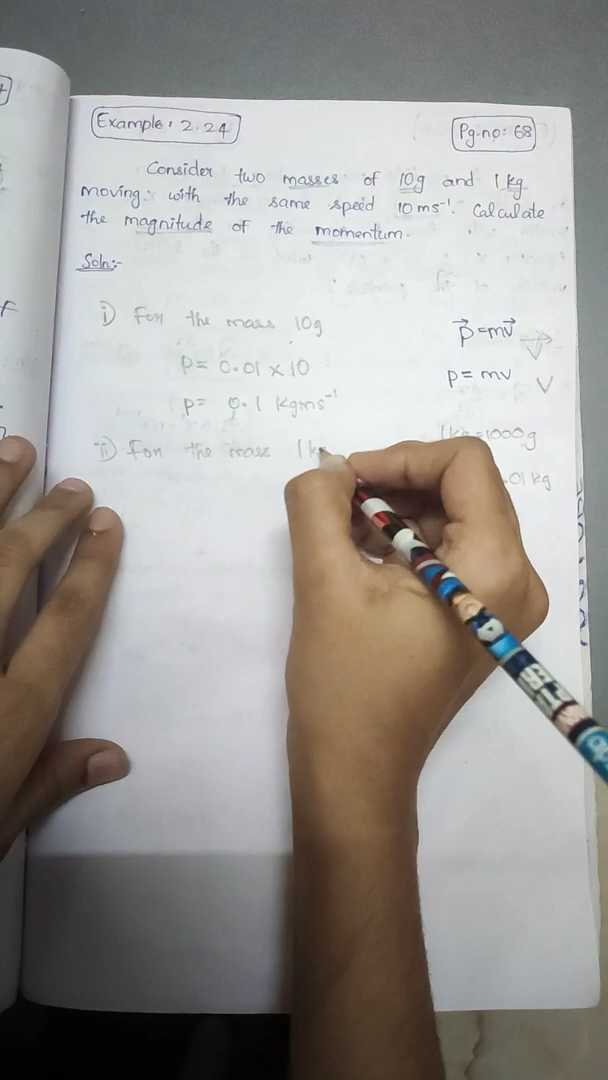 Example: 2.24
Pg.no: 68
Consider two masses of 10g and 1 kg
moving with the same speed 10 ms⁻¹. Calculate
the magnitude of the momentum.
Soln:-
i) For the mass 10g
p = 0.01 × 10
p = 0.1 kgms⁻¹
ii) For the mass 1k
p⃗ = mv⃗
p = mv
v
1kg = 1000g
.01 kg